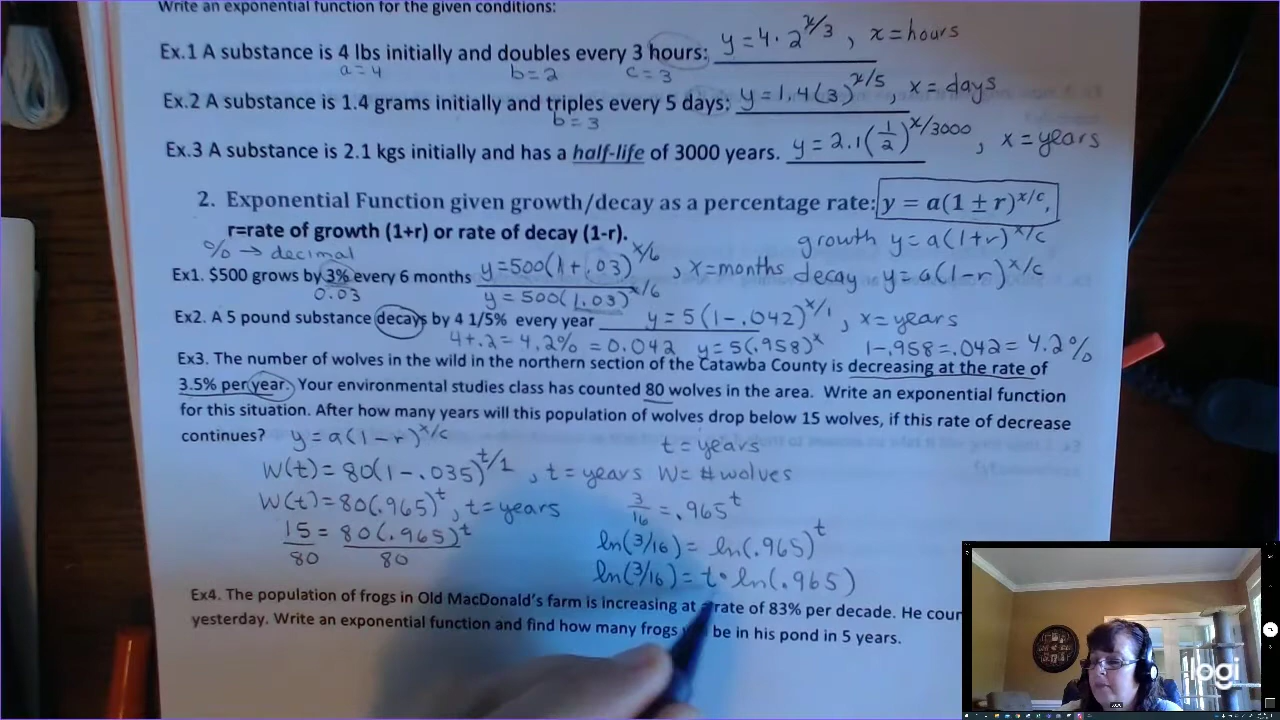 Write an exponential function for the given conditions:
Ex.1 A substance is 4 lbs initially and doubles every 3 hours: y = 4 · 2^x/3 , x = hours
a = 4 b = 2 c = 3
Ex.2 A substance is 1.4 grams initially and triples every 5 days: y = 1.4(3)^x/5, x = days
b = 3
Ex.3 A substance is 2.1 kgs initially and has a half-life of 3000 years. y = 2.1(1/2)^x/3000 , x = years
2. Exponential Function given growth/decay as a percentage rate: y = a(1 ± r)^x/c,
r=rate of growth (1+r) or rate of decay (1-r). growth y = a(1+r)^x/c
% → decimal
Ex1. $500 grows by 3% every 6 months y = 500(1 + .03)^x/6 , x = months decay y = a(1-r)^x/c
0.03 y = 500(1.03)^x/6
Ex2. A 5 pound substance decays by 4 1/5% every year y = 5(1 - .042)^x/1 , x = years
4 + .2 = 4.2% = 0.042 y = 5(.958)^x 1 - .958 = .042 = 4.2%
Ex3. The number of wolves in the wild in the northern section of the Catawba County is decreasing at the rate of
3.5% per year. Your environmental studies class has counted 80 wolves in the area. Write an exponential function
for this situation. After how many years will this population of wolves drop below 15 wolves, if this rate of decrease
continues? y = a(1-r)^x/c t = years
W(t) = 80(1 - .035)^t/1 , t = years W = # wolves
W(t) = 80(.965)^t, t = years 3/16 = .965^t
15/80 = 80(.965)^t/80 ln(3/16) = ln(.965)^t
ln(3/16) = t · ln(.965)
Ex4. The population of frogs in Old MacDonald's farm is increasing at a rate of 83% per decade. He coun
yesterday. Write an exponential function and find how many frogs be in his pond in 5 years.
logi